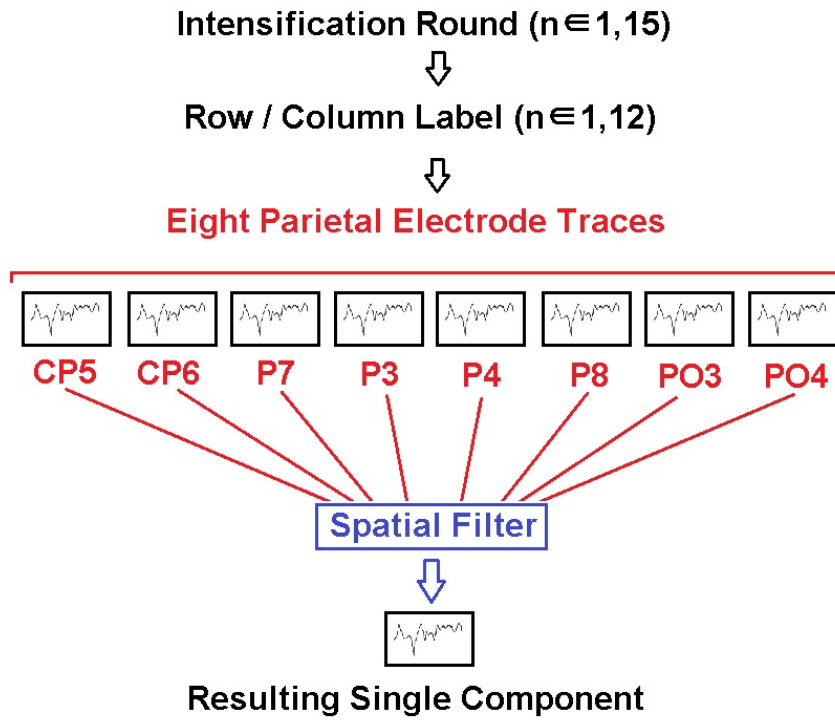 Intensification Round (n∈1,15)
Row / Column Label (n∈1,12)
Eight Parietal Electrode Traces
CP5 CP6 P7 P3 P4 P8 PO3 PO4
Spatial Filter
Resulting Single Component